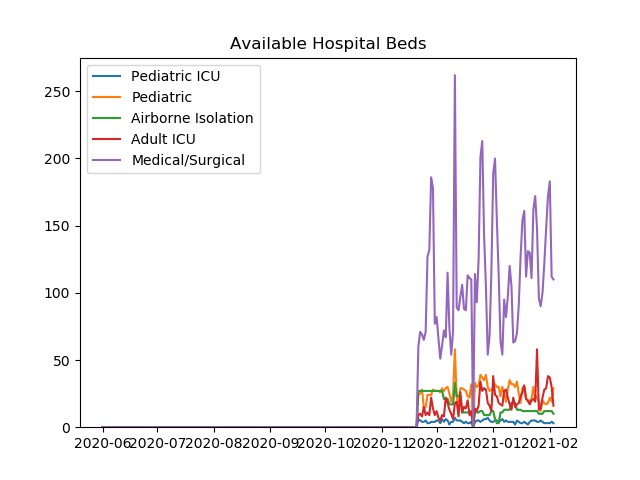 Available Hospital Beds
Pediatric ICU
Pediatric
Airborne Isolation
Adult ICU
Medical/Surgical
250
200
150
100
50
0
2020-06 2020-07 2020-08 2020-09 2020-10 2020-11 2020-12 2021-01 2021-02